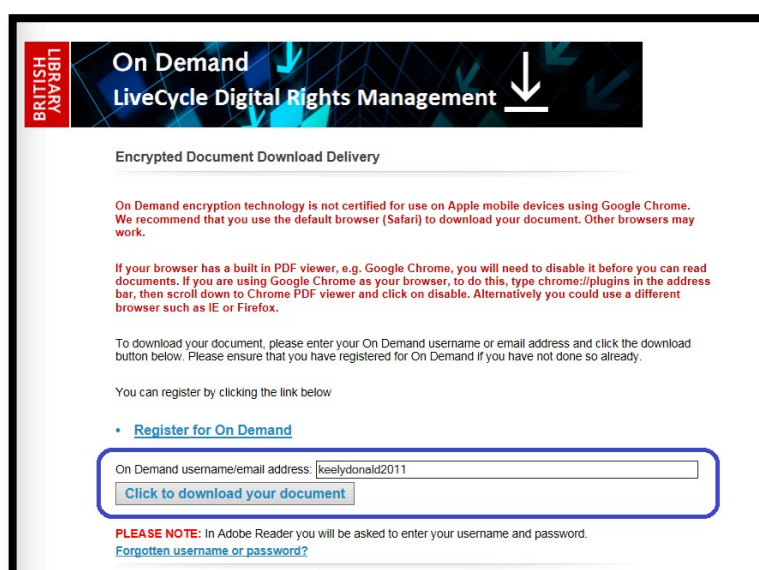 BRITISH
LIBRARY
On Demand
LiveCycle Digital Rights Management
Encrypted Document Download Delivery
On Demand encryption technology is not certified for use on Apple mobile devices using Google Chrome.
We recommend that you use the default browser (Safari) to download your document. Other browsers may
work.
If your browser has a built in PDF viewer, e.g. Google Chrome, you will need to disable it before you can read
documents. If you are using Google Chrome as your browser, to do this, type chrome://plugins in the address
bar, then scroll down to Chrome PDF viewer and click on disable. Alternatively you could use a different
browser such as IE or Firefox.
To download your document, please enter your On Demand username or email address and click the download
button below. Please ensure that you have registered for On Demand if you have not done so already.
You can register by clicking the link below
• Register for On Demand
On Demand username/email address: keelydonald2011
Click to download your document
PLEASE NOTE: In Adobe Reader you will be asked to enter your username and password.
Forgotten username or password?